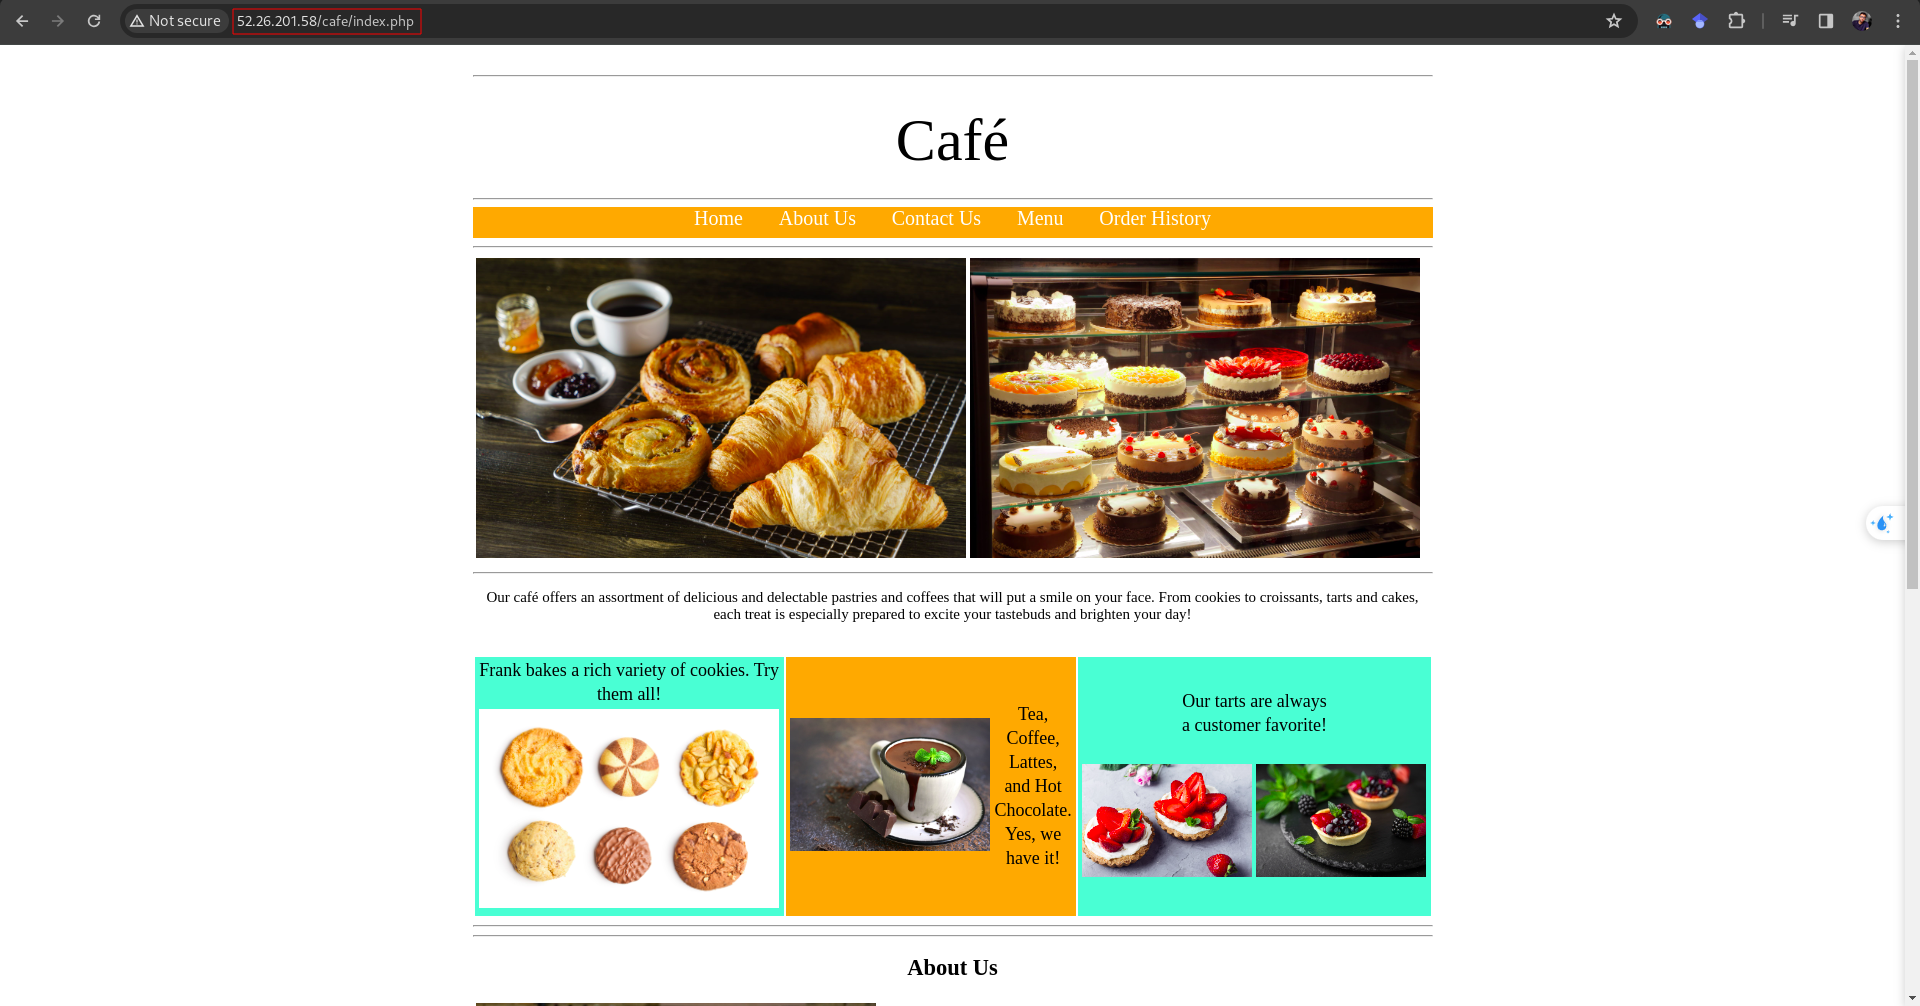 Not secure 52.26.201.58/cafe/index.php
Café
Home About Us Contact Us Menu Order History
Our café offers an assortment of delicious and delectable pastries and coffees that will put a smile on your face. From cookies to croissants, tarts and cakes,
each treat is especially prepared to excite your tastebuds and brighten your day!
Frank bakes a rich variety of cookies. Try
them all!
Tea,
Coffee,
Lattes,
and Hot
Chocolate.
Yes, we
have it!
Our tarts are always
a customer favorite!
About Us